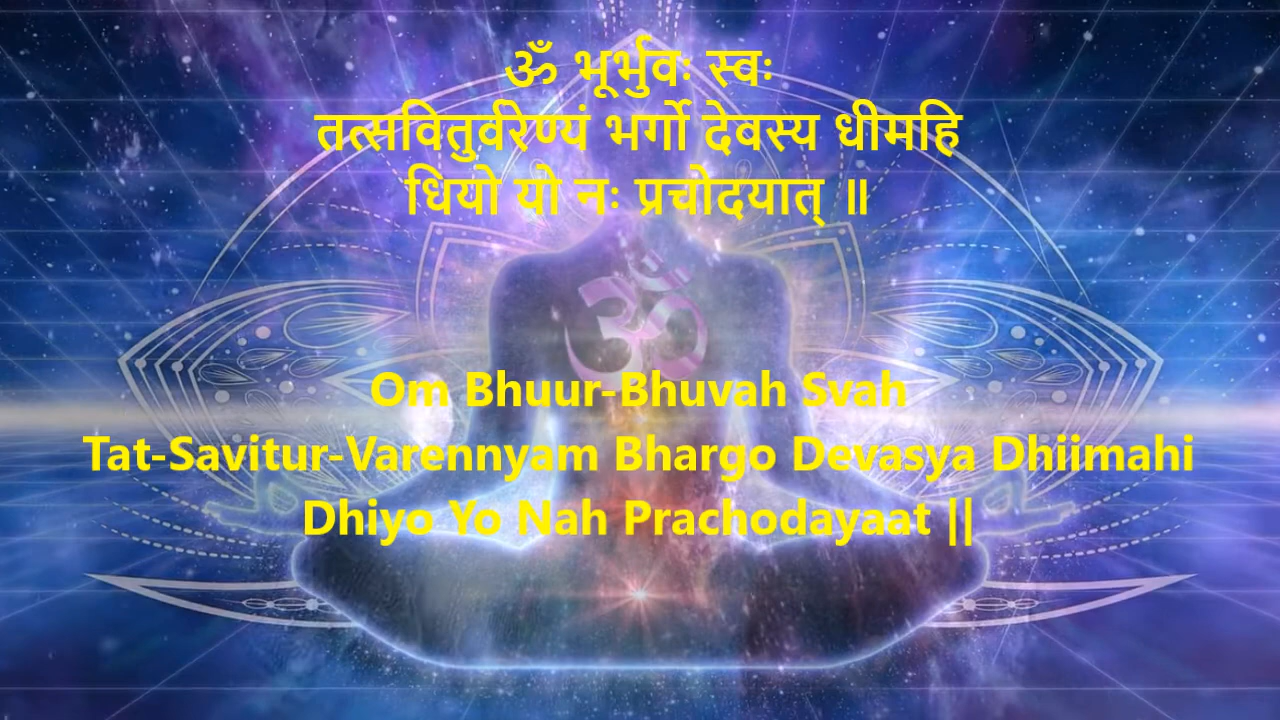 ॐ भूर्भुवः स्वः
तत्सवितुर्वरेण्यं भर्गो देवस्य धीमहि
धियो यो नः प्रचोदयात् ॥
ॐ
Om Bhuur-Bhuvah Svah
Tat-Savitur-Varennyam Bhargo Devasya Dhiimahi
Dhiyo Yo Nah Prachodayaat ||